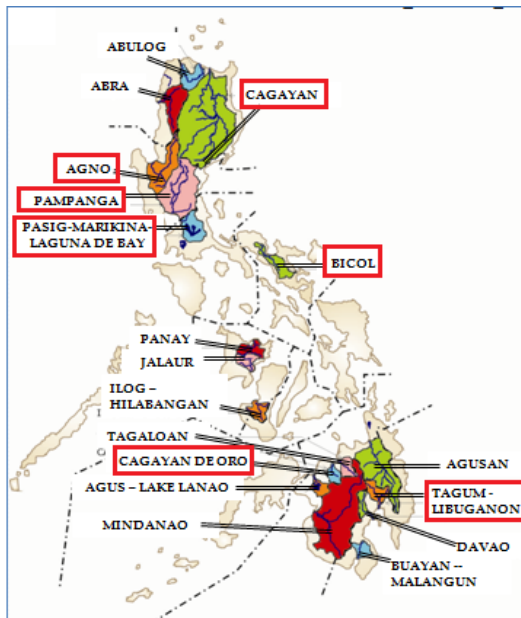 ABULOG
ABRA
CAGAYAN
AGNO
PAMPANGA
PASIG-MARIKINA-
LAGUNA DE BAY
BICOL
PANAY
JALAUR
ILOG –
HILABANGAN
TAGALOAN
CAGAYAN DE ORO
AGUSAN
AGUS – LAKE LANAO
TAGUM -
LIBUGANON
MINDANAO
DAVAO
BUAYAN --
MALANGUN